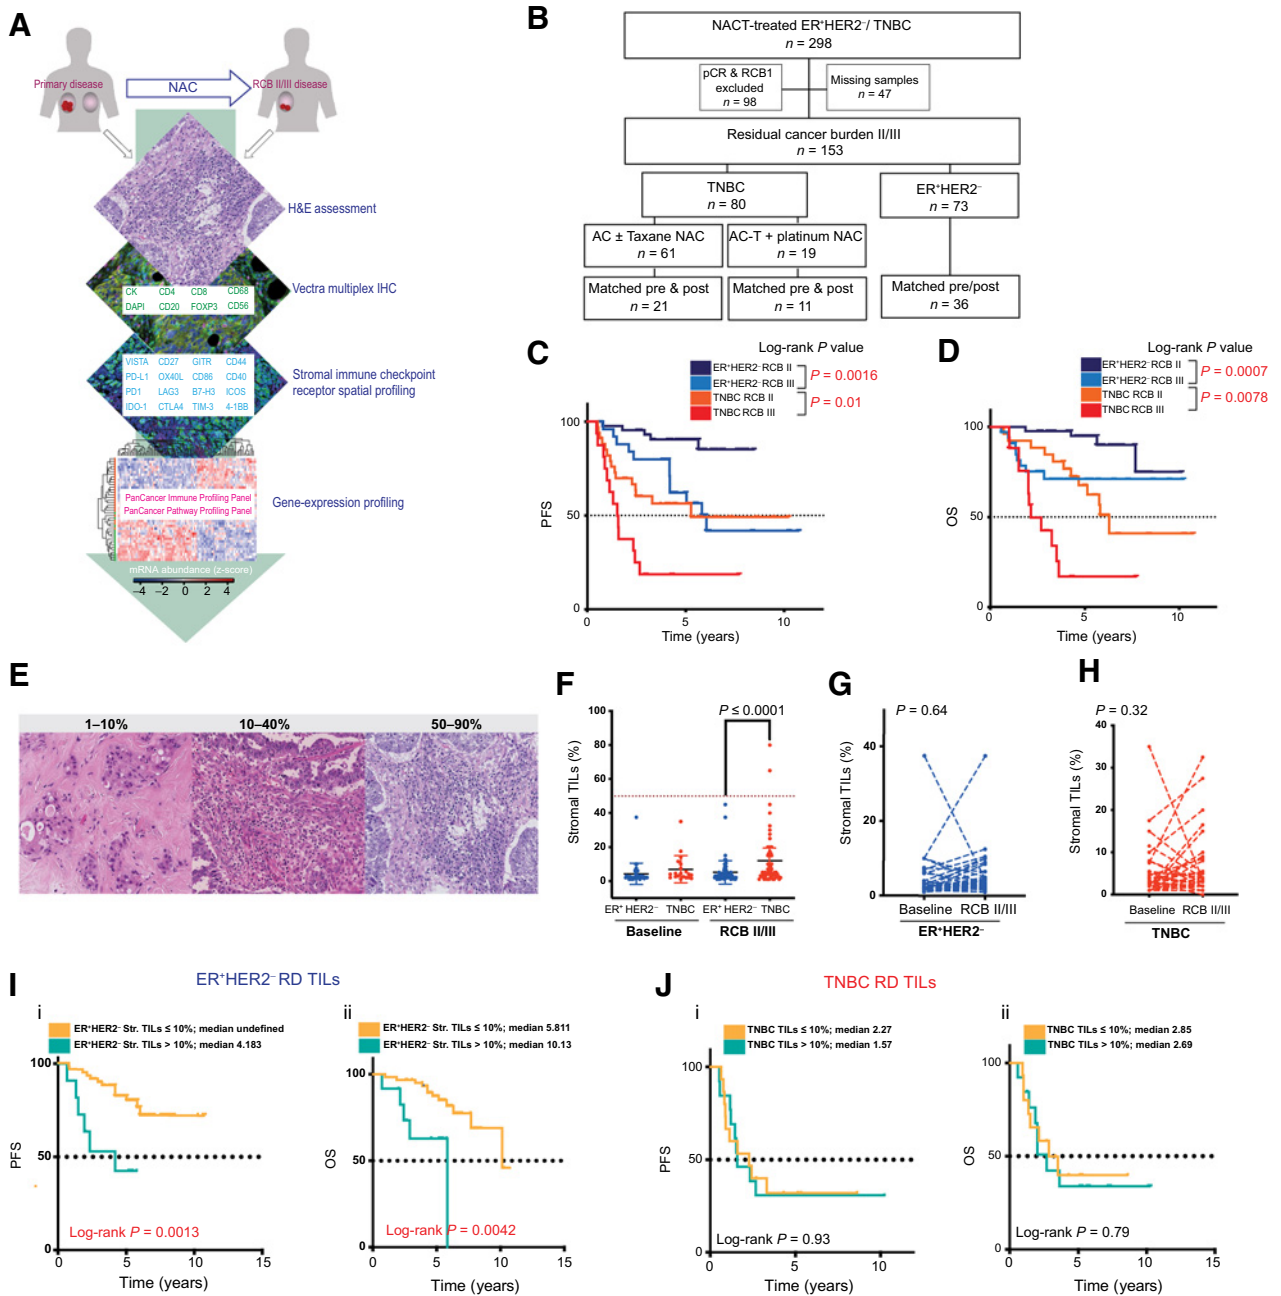 A
Primary disease
NAC
RCB II/III disease
H&E assessment
Vectra multiplex IHC
CK CD4 CD8 CD68
DAPI CD20 FOXP3 CD56
VISTA CD27 GITR CD44
PD-L1 OX40L CD86 CD40
PD1 LAG3 B7-H3 ICOS
IDO-1 CTLA4 TIM-3 4-1BB
Stromal immune checkpoint
receptor spatial profiling
PanCancer Immune Profiling Panel
PanCancer Pathway Profiling Panel
Gene-expression profiling
mRNA abundance (z-score)
−4 −2 0 2 4
B
NACT-treated ER⁺HER2⁻/ TNBC
n = 298
pCR & RCB1
excluded
n = 98
Missing samples
n = 47
Residual cancer burden II/III
n = 153
TNBC
n = 80
ER⁺HER2⁻
n = 73
AC ± Taxane NAC
n = 61
AC-T + platinum NAC
n = 19
Matched pre & post
n = 21
Matched pre & post
n = 11
Matched pre/post
n = 36
C
Log-rank P value
ER⁺HER2⁻ RCB II
ER⁺HER2⁻ RCB III
TNBC RCB II
TNBC RCB III
P = 0.0016
P = 0.01
PFS
100
50
0
0 5 10
Time (years)
D
Log-rank P value
ER⁺HER2⁻ RCB II
ER⁺HER2⁻ RCB III
TNBC RCB II
TNBC RCB III
P = 0.0007
P = 0.0078
OS
100
50
0
0 5 10
Time (years)
E
1–10% 10–40% 50–90%
F
P ≤ 0.0001
Stromal TILs (%)
100
80
60
40
20
0
ER⁺ HER2⁻ TNBC ER⁺ HER2⁻ TNBC
Baseline RCB II/III
G
P = 0.64
Stromal TILs (%)
40
20
0
Baseline RCB II/III
ER⁺HER2⁻
H
P = 0.32
Stromal TILs (%)
40
30
20
10
0
Baseline RCB II/III
TNBC
I
ER⁺HER2⁻ RD TILs
i
ER⁺HER2⁻ Str. TILs ≤ 10%; median undefined
ER⁺HER2⁻ Str. TILs > 10%; median 4.183
PFS
100
50
0
Log-rank P = 0.0013
0 5 10 15
Time (years)
ii
ER⁺HER2⁻ Str. TILs ≤ 10%; median 5.811
ER⁺HER2⁻ Str. TILs > 10%; median 10.13
OS
100
50
0
Log-rank P = 0.0042
0 5 10 15
Time (years)
J
TNBC RD TILs
i
TNBC TILs ≤ 10%; median 2.27
TNBC TILs > 10%; median 1.57
PFS
100
50
0
Log-rank P = 0.93
0 5 10
Time (years)
ii
TNBC TILs ≤ 10%; median 2.85
TNBC TILs > 10%; median 2.69
OS
100
50
0
Log-rank P = 0.79
0 5 10 15
Time (years)